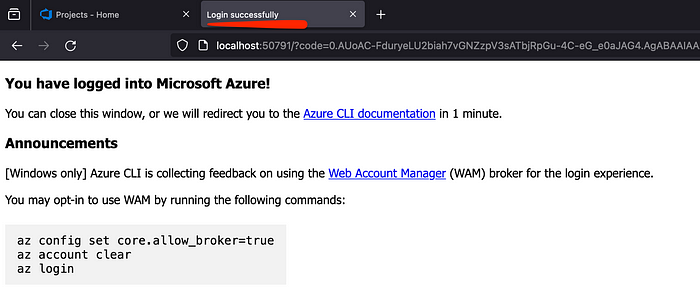 Projects - Home
Login successfully
localhost:50791/?code=0.AUoAC-FduryeLU2biah7vGNZzpV3sATbjRpGu-4C-eG_e0aJAG4.AgABAAIAA
You have logged into Microsoft Azure!
You can close this window, or we will redirect you to the Azure CLI documentation in 1 minute.
Announcements
[Windows only] Azure CLI is collecting feedback on using the Web Account Manager (WAM) broker for the login experience.
You may opt-in to use WAM by running the following commands:
az config set core.allow_broker=true
az account clear
az login